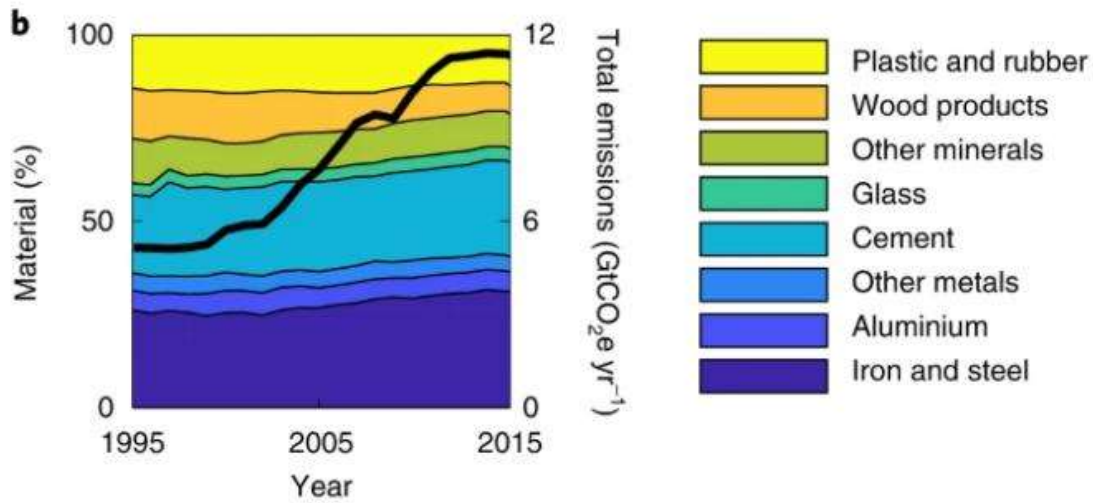 b
100
50
0
Material (%)
1995
2005
2015
Year
12
6
0
Total emissions (GtCO₂e yr⁻¹)
Plastic and rubber
Wood products
Other minerals
Glass
Cement
Other metals
Aluminium
Iron and steel